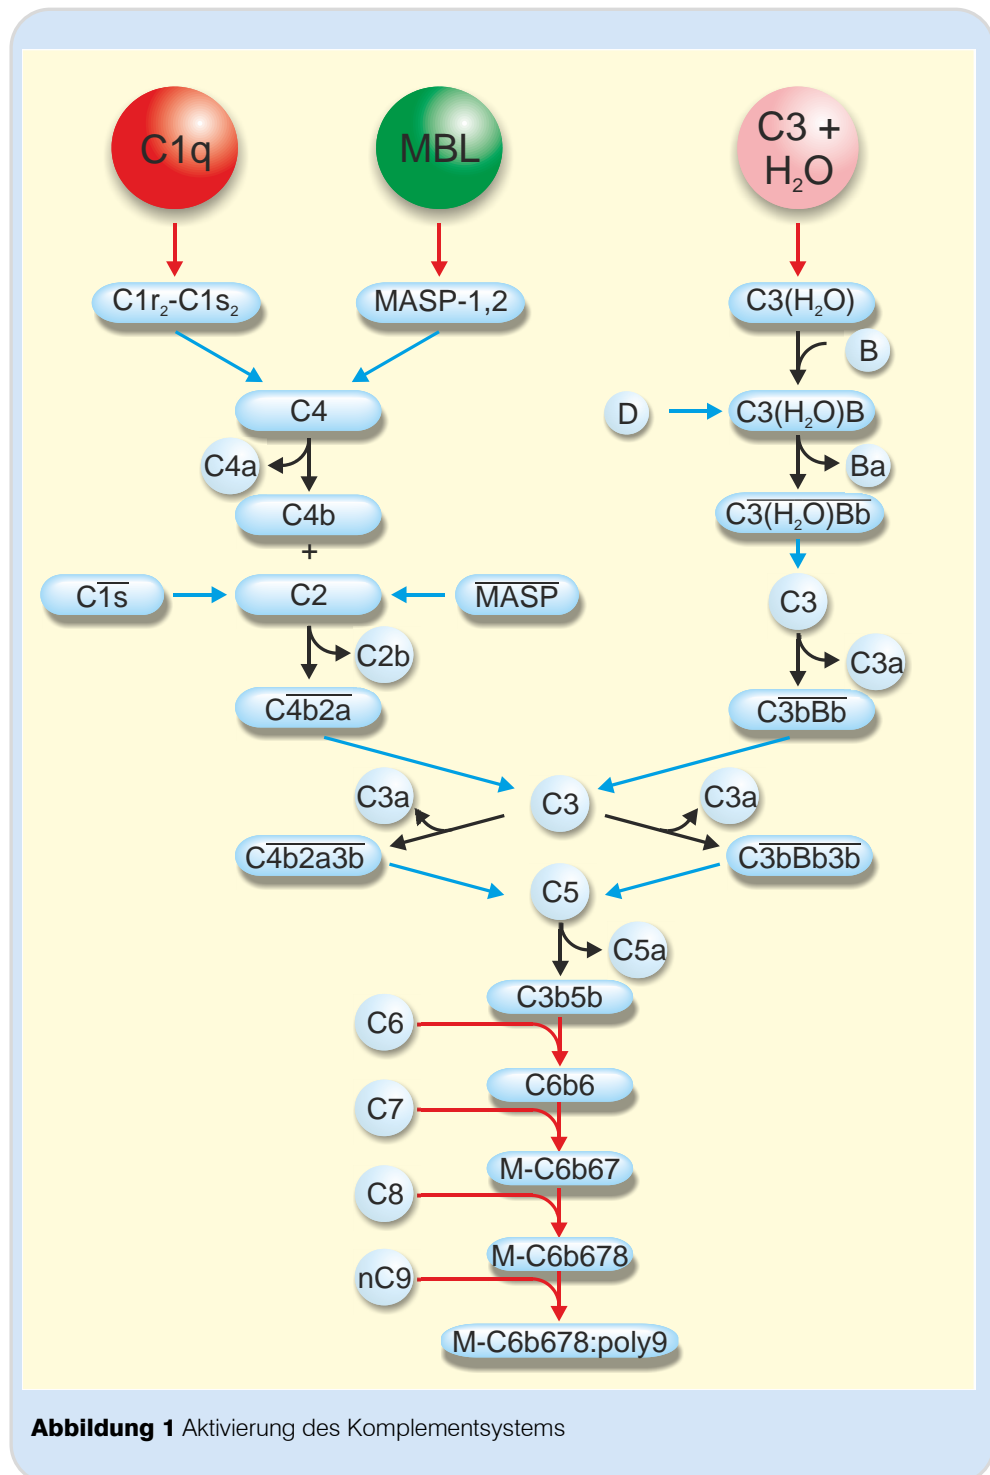 C1q
MBL
C3 +
H₂O
C1r₂-C1s₂
MASP-1,2
C3(H₂O)
B
C4
D
C3(H₂O)B
C4a
Ba
C4b
C3(H₂O)Bb
+
C1s
C2
MASP
C3
C2b
C3a
C4b2a
C3bBb
C3a
C3
C3a
C4b2a3b
C3bBb3b
C5
C5a
C3b5b
C6
C6b6
C7
M-C6b67
C8
M-C6b678
nC9
M-C6b678:poly9
Abbildung 1 Aktivierung des Komplementsystems